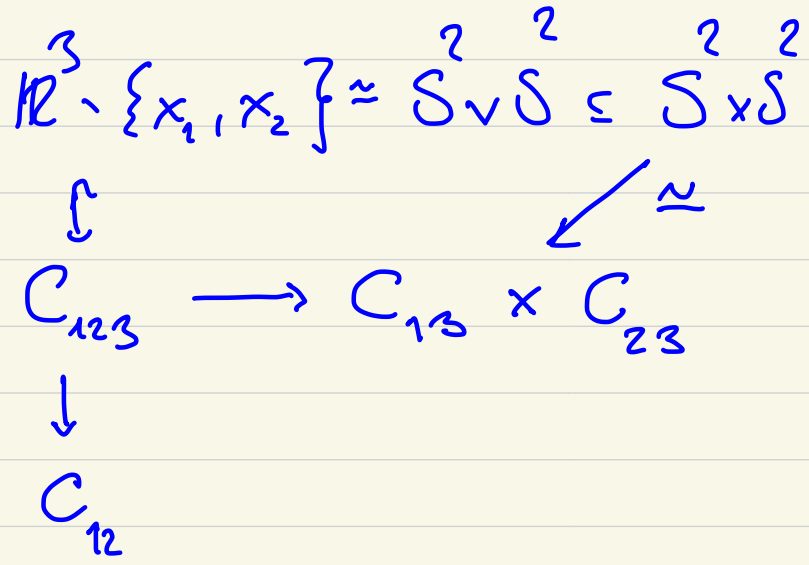 ℝ³ ∖ {x₁, x₂} ≃ S² ∨ S² ⊆ S² × S²
≃
C₁₂₃ → C₁₃ × C₂₃
C₁₂